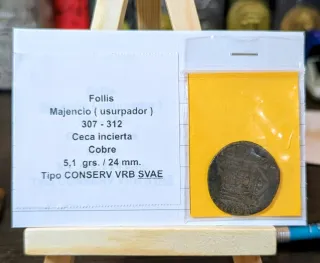 Follis
Majencio ( usurpador )
307 - 312
Ceca incierta
Cobre
5,1 grs. / 24 mm.
Tipo CONSERV VRB SVAE